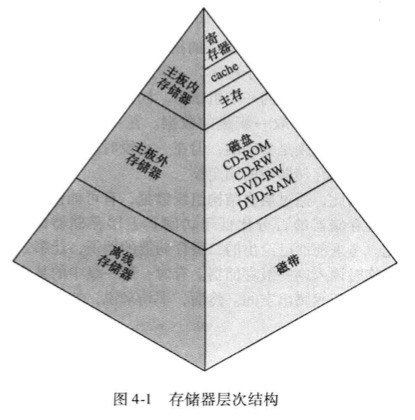 寄
存
器
cache
主存
主板内
存储器
磁盘
CD-ROM
CD-RW
DVD-RW
DVD-RAM
主板外
存储器
磁带
离线
存储器
图 4-1 存储器层次结构